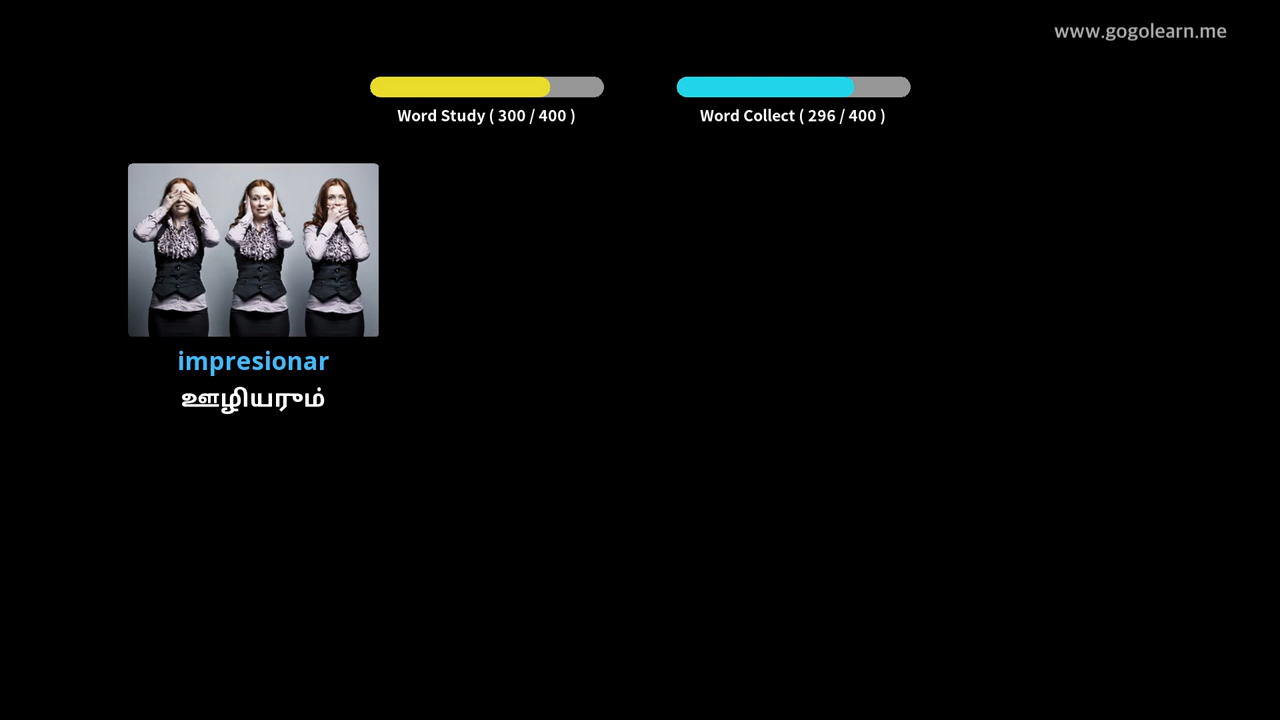 www.gogolearn.me
Word Study ( 300 / 400 )
Word Collect ( 296 / 400 )
impresionar
ஊழியரும்